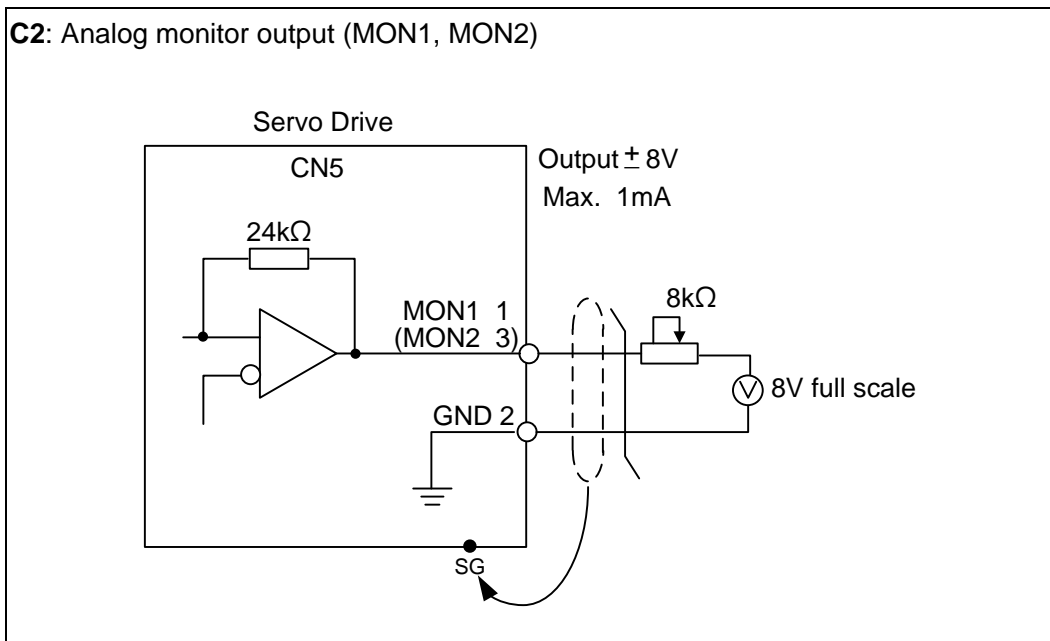 C2: Analog monitor output (MON1, MON2)
Servo Drive
CN5
Output ± 8V
Max. 1mA
24kΩ
8kΩ
MON1 1
(MON2 3)
V
8V full scale
GND 2
SG